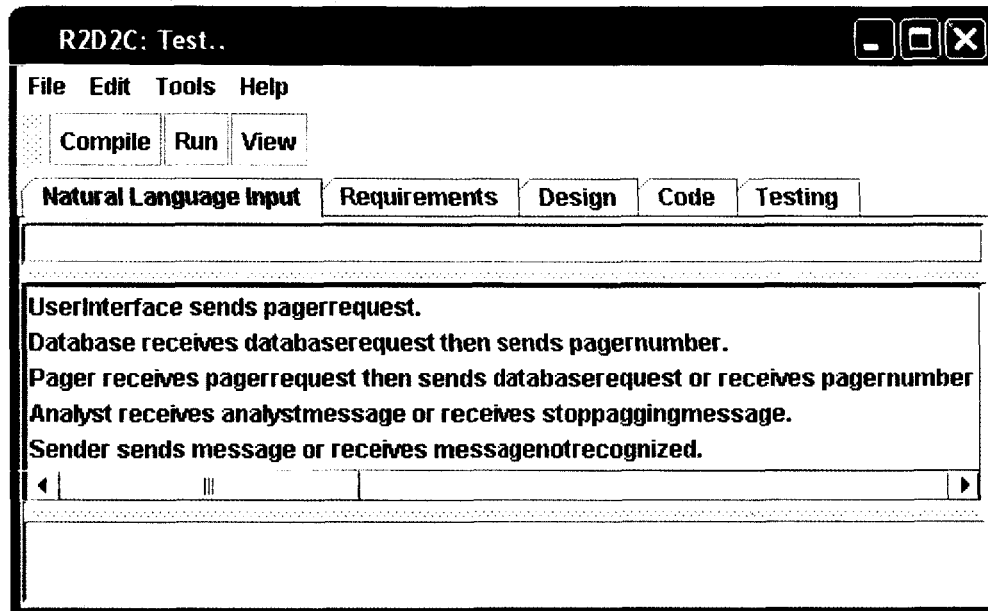 R2D2C: Test..
File Edit Tools Help
Compile Run View
Natural Language Input Requirements Design Code Testing
UserInterface sends pagerrequest.
Database receives databaserequest then sends pagernumber.
Pager receives pagerrequest then sends databaserequest or receives pagernumber
Analyst receives analystmessage or receives stoppaggingmessage.
Sender sends message or receives messagenotrecognized.